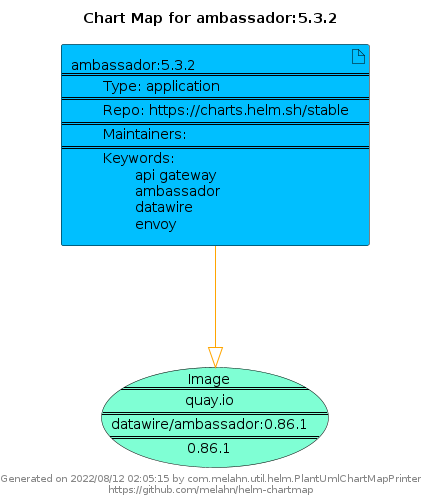 Chart Map for ambassador:5.3.2
ambassador:5.3.2
Type: application
Repo: https://charts.helm.sh/stable
Maintainers:
Keywords:
api gateway
ambassador
datawire
envoy
Image
quay.io
datawire/ambassador:0.86.1
0.86.1
Generated on 2022/08/12 02:05:15 by com.melahn.util.helm.PlantUmlChartMapPrinter
https://github.com/melahn/helm-chartmap